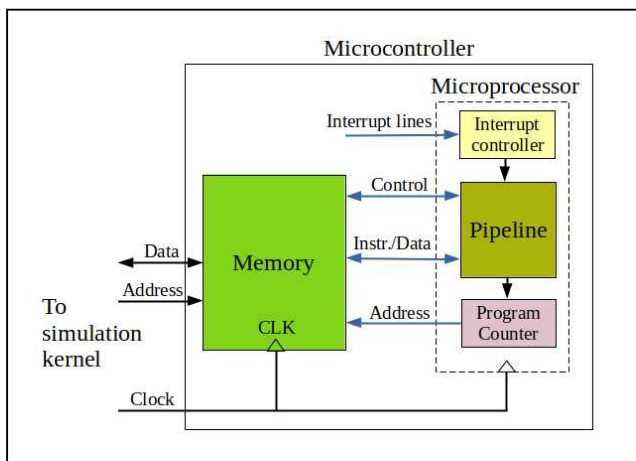 Microcontroller
Microprocessor
Interrupt lines
Interrupt
controller
Control
Pipeline
Instr./Data
Memory
Data
Address
Address
Program
Counter
To
simulation
kernel
CLK
Clock